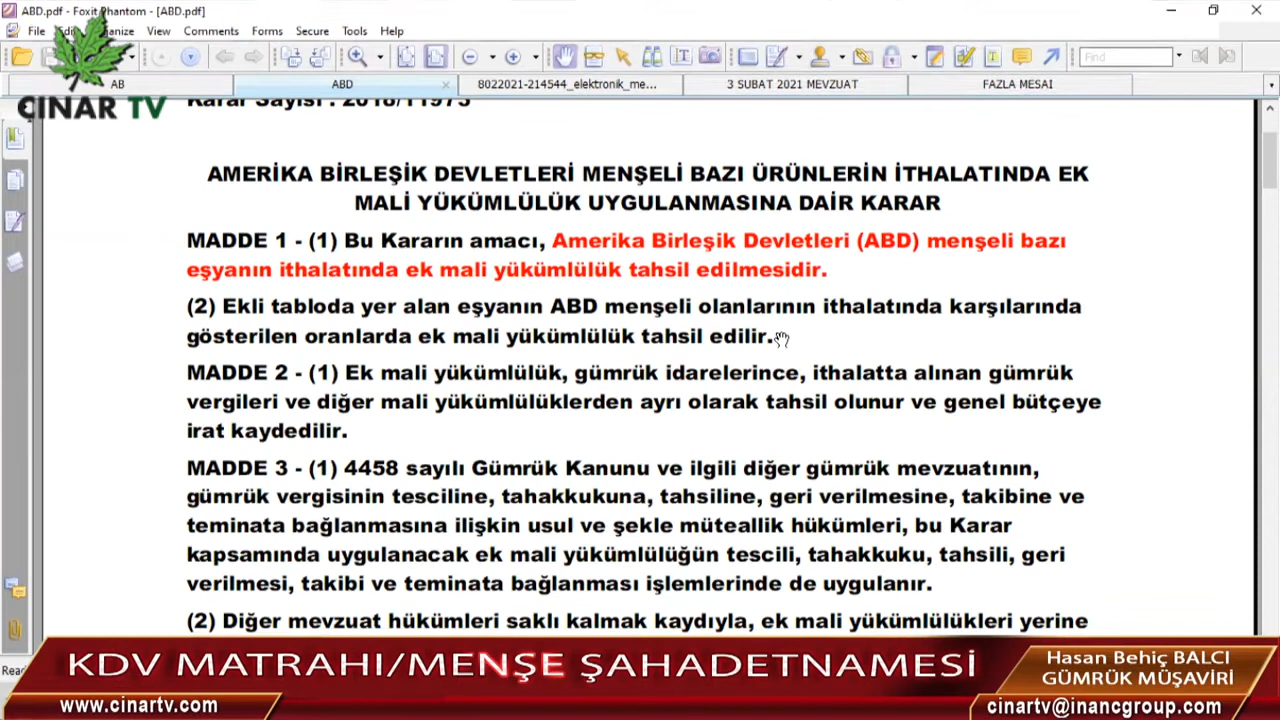 ABD.pdf - Foxit Phantom - [ABD.pdf]
File
View Comments Forms Secure Tools Help
Find
ÇINAR TV
AB
ABD
8022021-214544_elektronik_me...
3 SUBAT 2021 MEVZUAT
FAZLA MESAI
Karar Sayısı : 2018/11973
AMERİKA BİRLEŞİK DEVLETLERİ MENŞELİ BAZI ÜRÜNLERİN İTHALATINDA EK
MALİ YÜKÜMLÜLÜK UYGULANMASINA DAİR KARAR
MADDE 1 - (1) Bu Kararın amacı, Amerika Birleşik Devletleri (ABD) menşeli bazı
eşyanın ithalatında ek mali yükümlülük tahsil edilmesidir.
(2) Ekli tabloda yer alan eşyanın ABD menşeli olanlarının ithalatında karşılarında
gösterilen oranlarda ek mali yükümlülük tahsil edilir.
MADDE 2 - (1) Ek mali yükümlülük, gümrük idarelerince, ithalatta alınan gümrük
vergileri ve diğer mali yükümlülüklerden ayrı olarak tahsil olunur ve genel bütçeye
irat kaydedilir.
MADDE 3 - (1) 4458 sayılı Gümrük Kanunu ve ilgili diğer gümrük mevzuatının,
gümrük vergisinin tesciline, tahakkukuna, tahsiline, geri verilmesine, takibine ve
teminata bağlanmasına ilişkin usul ve şekle müteallik hükümleri, bu Karar
kapsamında uygulanacak ek mali yükümlülüğün tescili, tahakkuku, tahsili, geri
verilmesi, takibi ve teminata bağlanması işlemlerinde de uygulanır.
(2) Diğer mevzuat hükümleri saklı kalmak kaydıyla, ek mali yükümlülükleri yerine
KDV MATRAHI/MENŞE ŞAHADETNAMESİ
Hasan Behiç BALCI
GÜMRÜK MÜŞAVİRİ
www.cinartv.com
cinartv@inancgroup.com